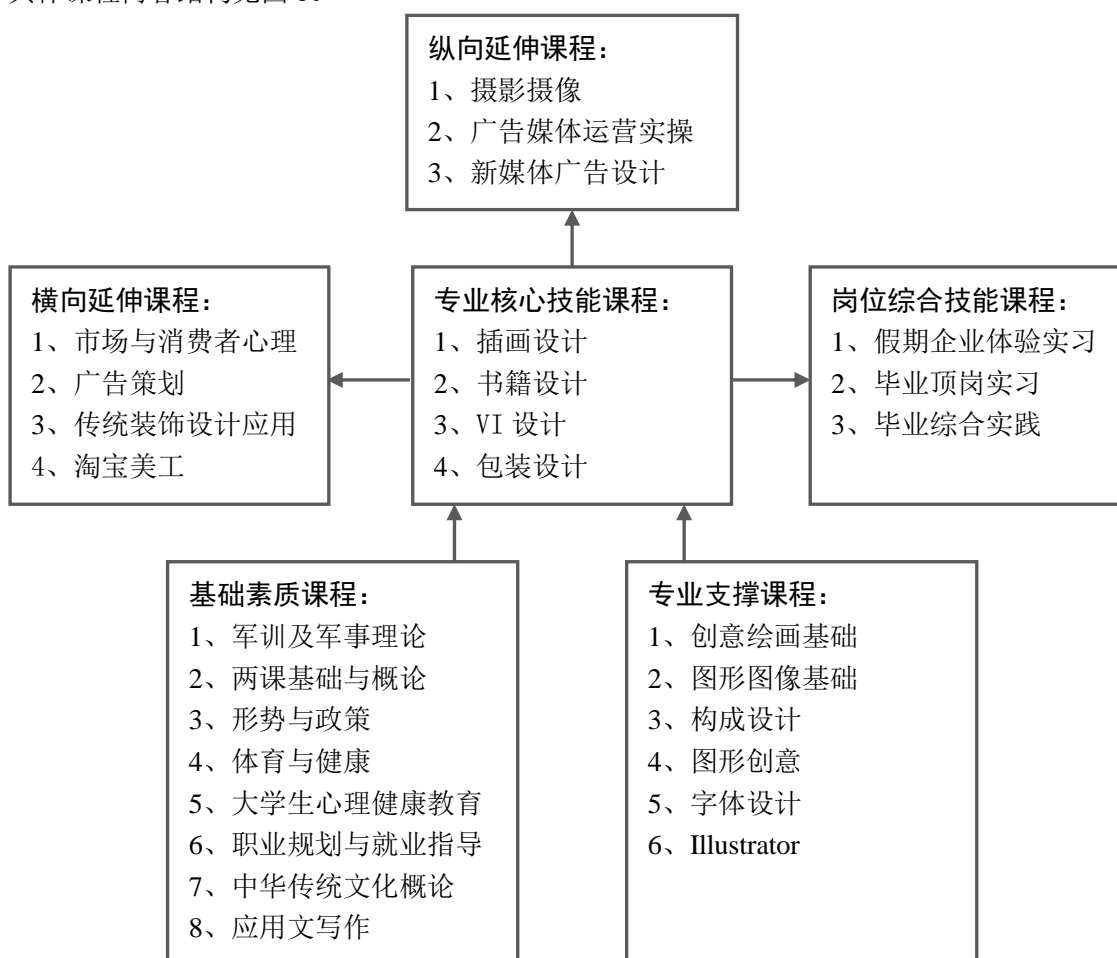 纵向延伸课程：
1、摄影摄像
2、广告媒体运营实操
3、新媒体广告设计
横向延伸课程：
1、市场与消费者心理
2、广告策划
3、传统装饰设计应用
4、淘宝美工
专业核心技能课程：
1、插画设计
2、书籍设计
3、VI 设计
4、包装设计
岗位综合技能课程：
1、假期企业体验实习
2、毕业顶岗实习
3、毕业综合实践
基础素质课程：
1、军训及军事理论
2、两课基础与概论
3、形势与政策
4、体育与健康
5、大学生心理健康教育
6、职业规划与就业指导
7、中华传统文化概论
8、应用文写作
专业支撑课程：
1、创意绘画基础
2、图形图像基础
3、构成设计
4、图形创意
5、字体设计
6、Illustrator